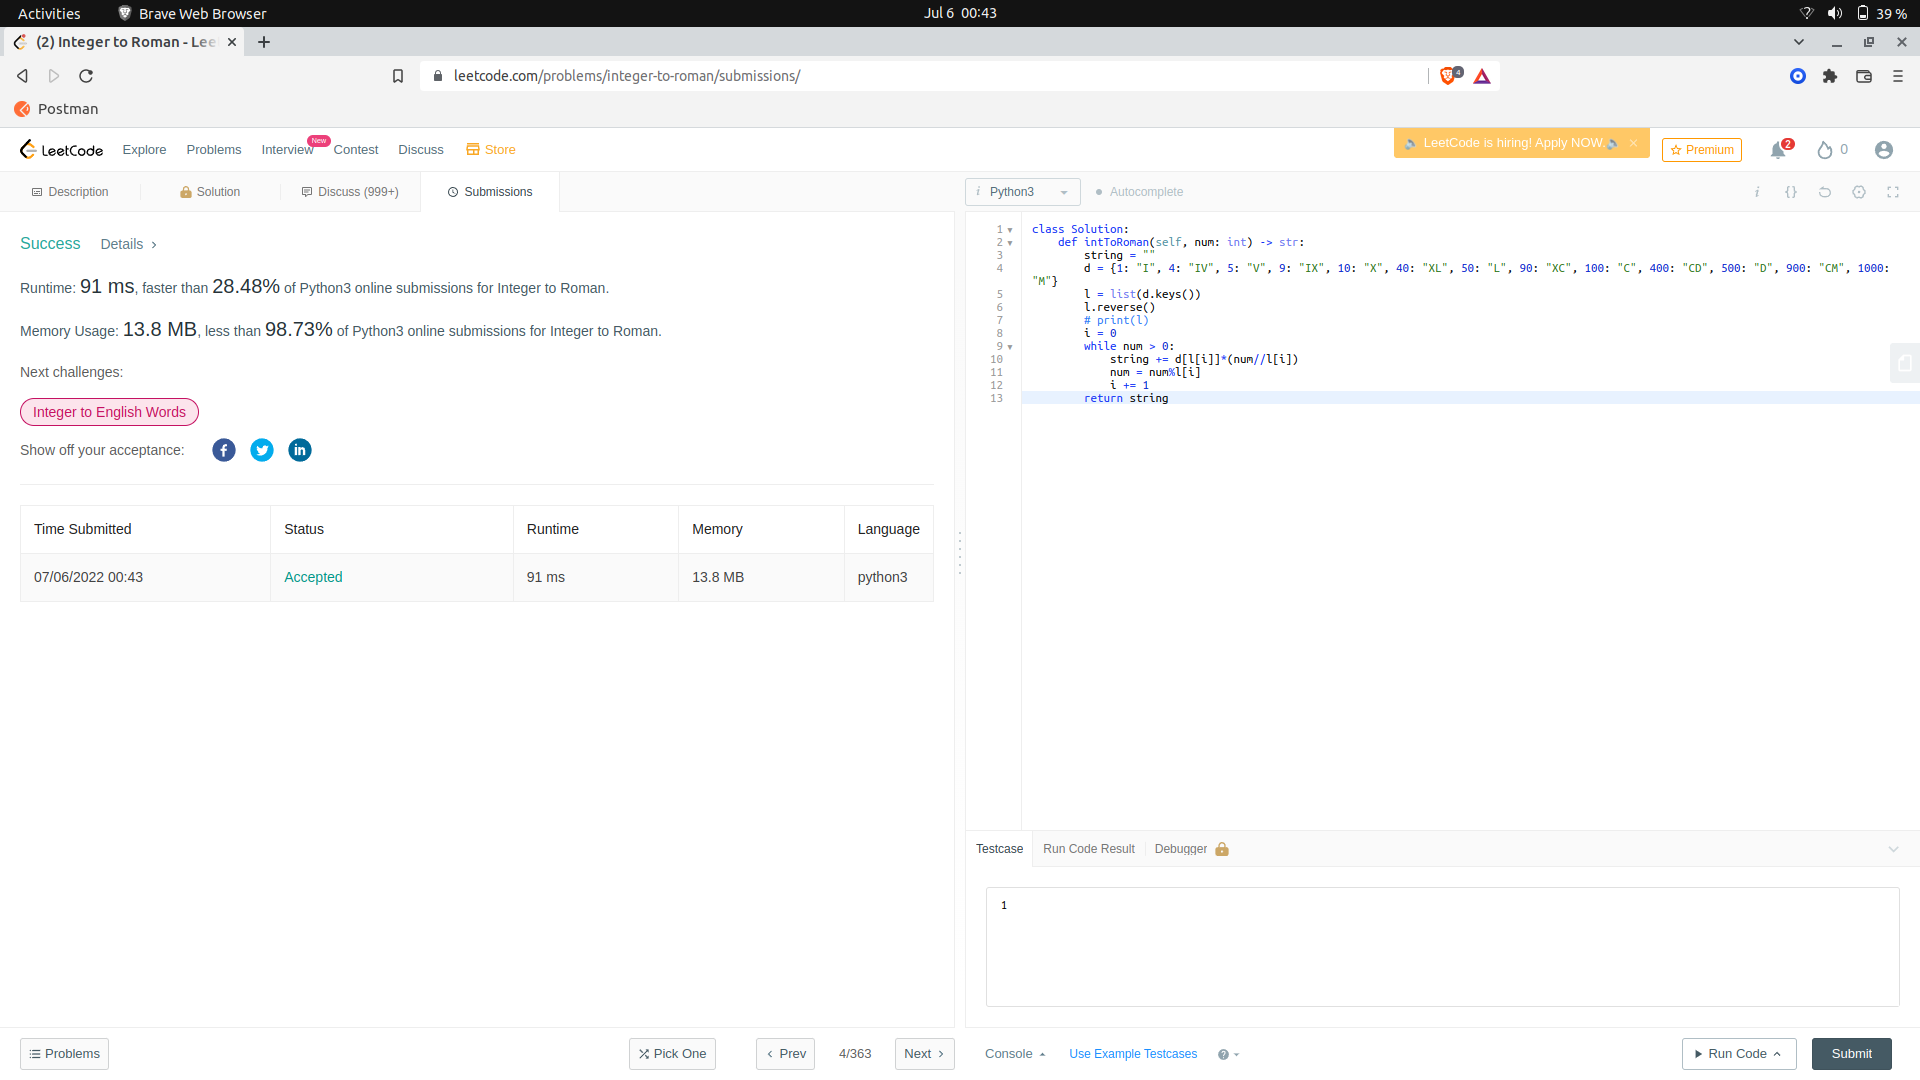 Activities Brave Web Browser Jul 6 00:43 39 %
(2) Integer to Roman - Lee
leetcode.com/problems/integer-to-roman/submissions/ 4
Postman
LeetCode Explore Problems Interview New Contest Discuss Store LeetCode is hiring! Apply NOW. Premium 2 0
Description Solution Discuss (999+) Submissions
Python3 Autocomplete
Success Details
Runtime: 91 ms, faster than 28.48% of Python3 online submissions for Integer to Roman.
Memory Usage: 13.8 MB, less than 98.73% of Python3 online submissions for Integer to Roman.
Next challenges:
Integer to English Words
Show off your acceptance:
Time Submitted Status Runtime Memory Language
07/06/2022 00:43 Accepted 91 ms 13.8 MB python3
1 class Solution:
2 def intToRoman(self, num: int) -> str:
3 string = ""
4 d = {1: "I", 4: "IV", 5: "V", 9: "IX", 10: "X", 40: "XL", 50: "L", 90: "XC", 100: "C", 400: "CD", 500: "D", 900: "CM", 1000:
"M"}
5 l = list(d.keys())
6 l.reverse()
7 # print(l)
8 i = 0
9 while num > 0:
10 string += d[l[i]]*(num//l[i])
11 num = num%l[i]
12 i += 1
13 return string
Testcase Run Code Result Debugger
1
Problems Pick One Prev 4/363 Next
Console Use Example Testcases Run Code Submit